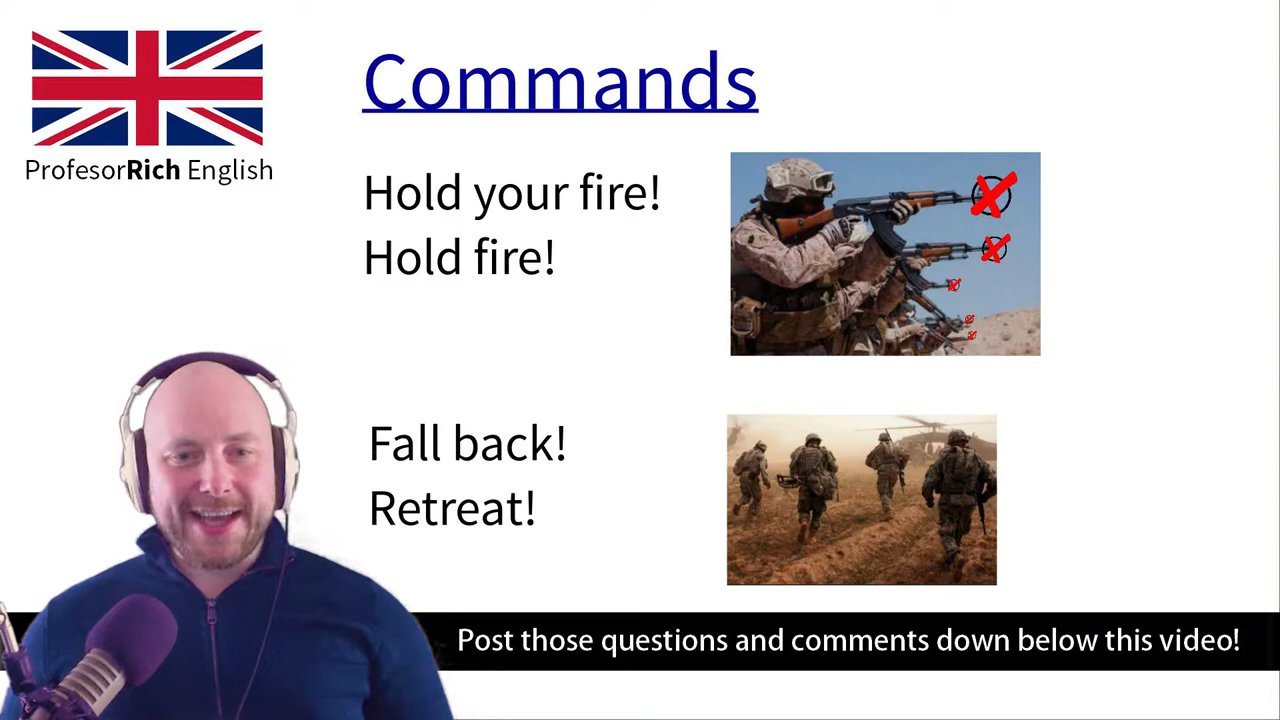 ProfesorRich English
Commands
Hold your fire!
Hold fire!
Fall back!
Retreat!
Post those questions and comments down below this video!